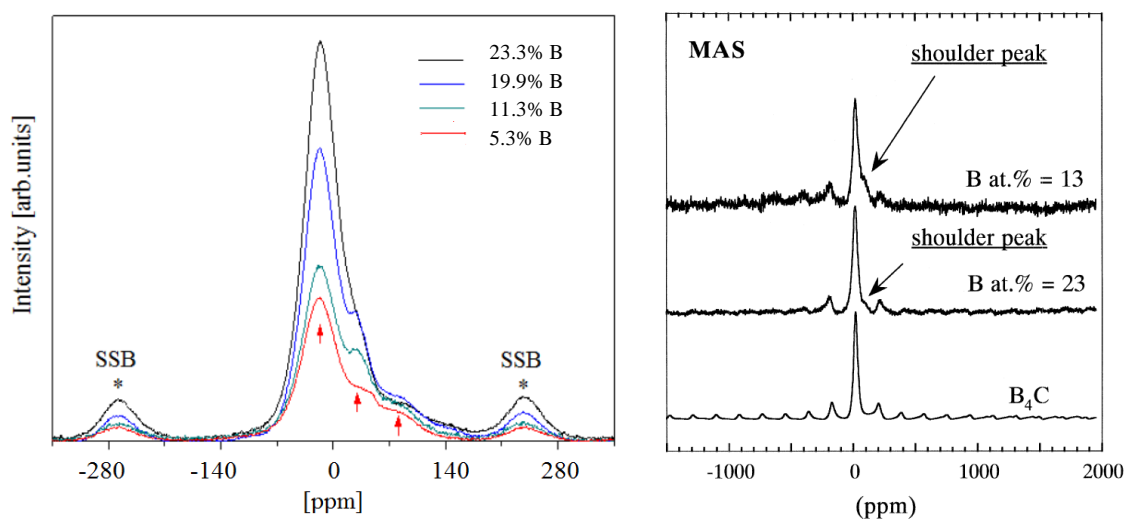 23.3% B
19.9% B
11.3% B
5.3% B
SSB
*
SSB
*
Intensity [arb.units]
-280 -140 0 140 280
[ppm]
MAS
shoulder peak
B at.% = 13
shoulder peak
B at.% = 23
B₄C
-1000 0 1000 2000
(ppm)